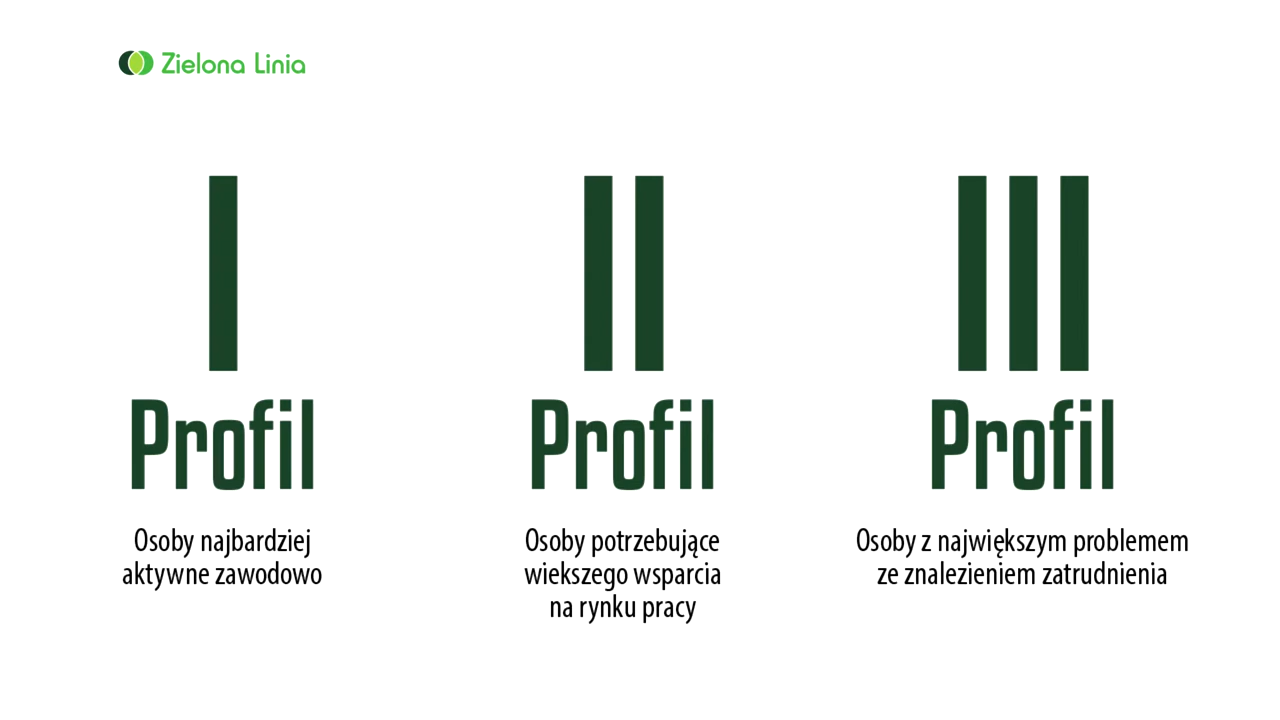 Zielona Linia
I
Profil
Osoby najbardziej
aktywne zawodowo
II
Profil
Osoby potrzebujące
wiekszego wsparcia
na rynku pracy
III
Profil
Osoby z największym problemem
ze znalezieniem zatrudnienia